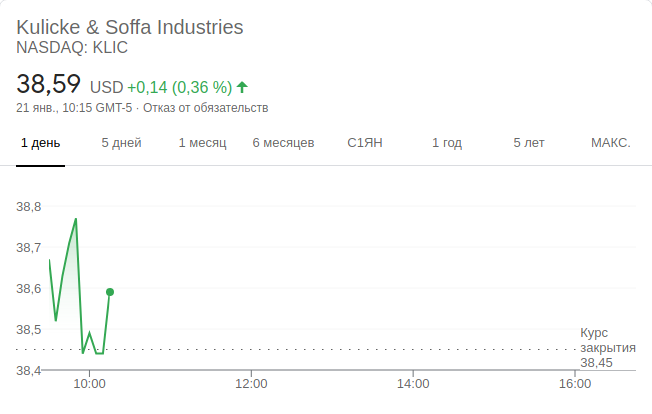 Kulicke & Soffa Industries
NASDAQ: KLIC
38,59 USD +0,14 (0,36 %)
21 янв., 10:15 GMT-5 · Отказ от обязательств
1 день 5 дней 1 месяц 6 месяцев С1ЯН 1 год 5 лет МАКС.
38,8
38,7
38,6
38,5
38,4
Курс
закрытия
38,45
10:00 12:00 14:00 16:00